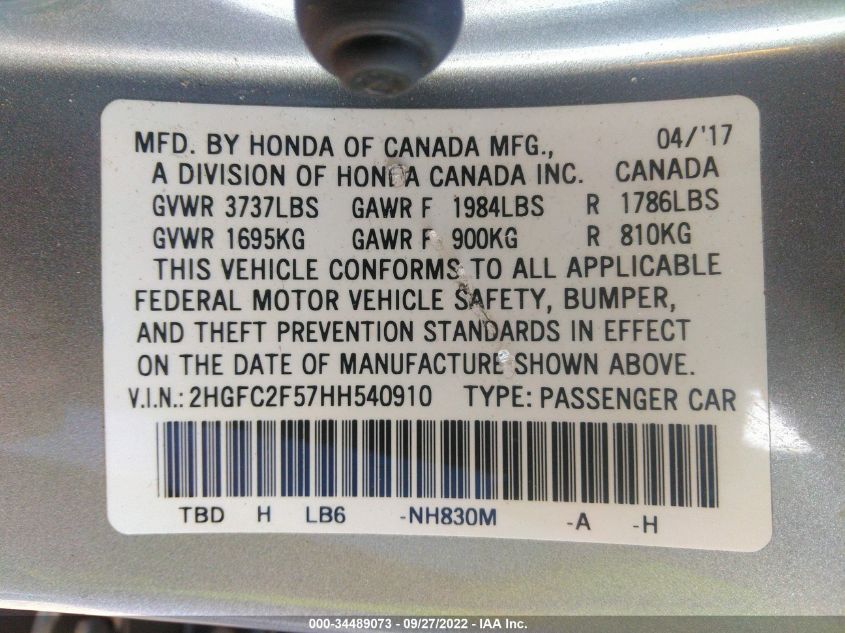 MFD. BY HONDA OF CANADA MFG., 04/'17
A DIVISION OF HONDA CANADA INC. CANADA
GVWR 3737LBS GAWR F 1984LBS R 1786LBS
GVWR 1695KG GAWR F 900KG R 810KG
THIS VEHICLE CONFORMS TO ALL APPLICABLE
FEDERAL MOTOR VEHICLE SAFETY, BUMPER,
AND THEFT PREVENTION STANDARDS IN EFFECT
ON THE DATE OF MANUFACTURE SHOWN ABOVE.
V.I.N.: 2HGFC2F57HH540910 TYPE: PASSENGER CAR
TBD H LB6 -NH830M -A -H
000-34489073 - 09/27/2022 - IAA Inc.